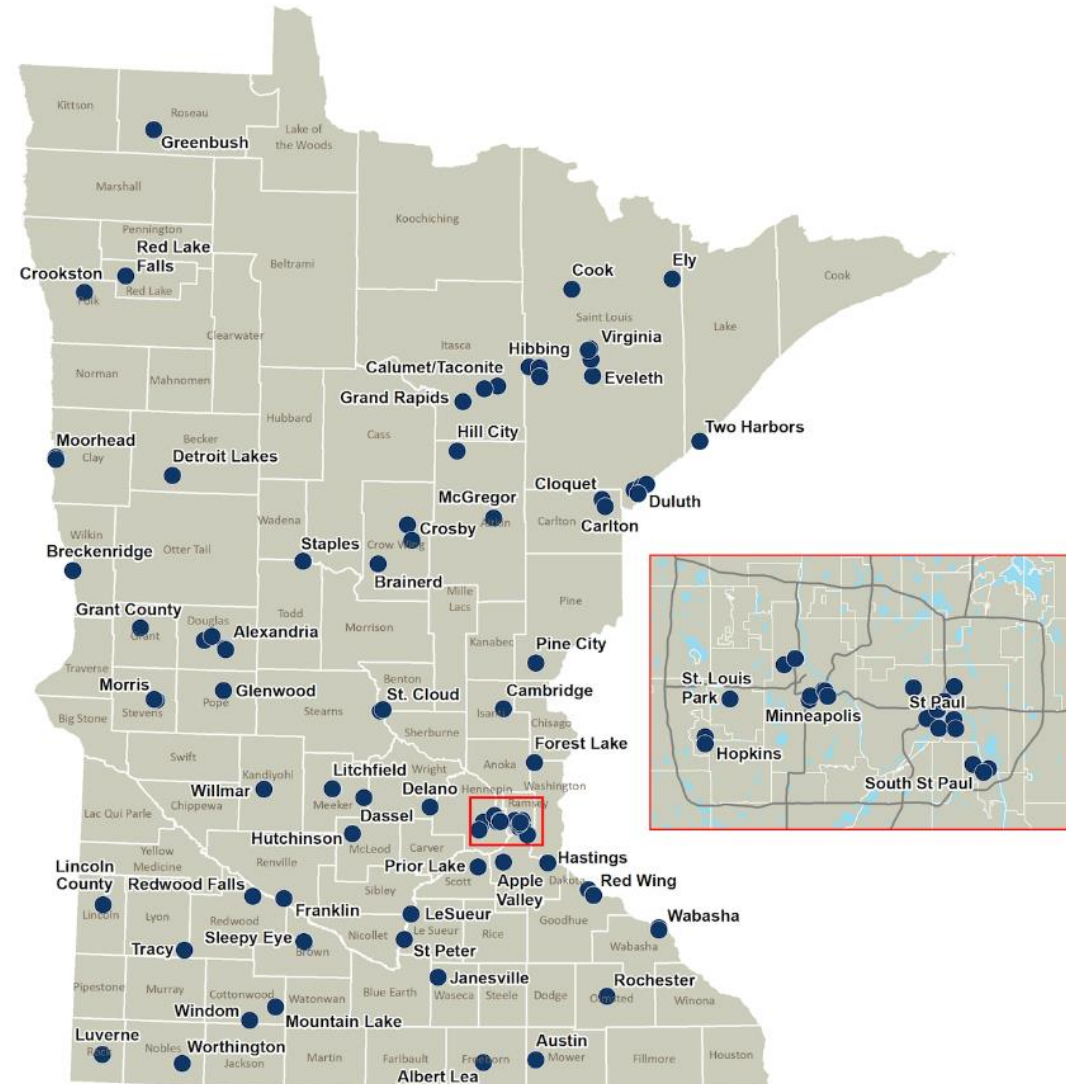 Kittson
Roseau
Greenbush
Lake of
the Woods
Marshall
Koochiching
Pennington
Red Lake
Falls
Crookston
Red Lake
Polk
Beltrami
Clearwater
Cook
Ely
Cook
Saint Louis
Lake
Virginia
Itasca
Hibbing
Calumet/Taconite
Eveleth
Grand Rapids
Norman
Mahnomen
Hubbard
Cass
Hill City
Two Harbors
Moorhead
Clay
Becker
Detroit Lakes
McGregor
Aitkin
Cloquet
Duluth
Carlton
Carlton
Wilkin
Otter Tail
Wadena
Crosby
Crow Wing
Breckenridge
Staples
Brainerd
Mille
Lacs
Pine
Grant County
Grant
Douglas
Alexandria
Todd
Morrison
Kanabec
Pine City
Traverse
Morris
Stevens
Glenwood
Pope
Benton
St. Cloud
Stearns
Sherburne
Cambridge
Isanti
Chisago
Big Stone
Swift
Forest Lake
Anoka
Washington
Kandiyohi
Willmar
Litchfield
Meeker
Wright
Delano
Hennepin
Ramsey
Lac Qui Parle
Chippewa
Dassel
Hutchinson
McLeod
Carver
Renville
Yellow
Medicine
Prior Lake
Scott
Apple
Valley
Hastings
Dakota
Lincoln
County
Lincoln
Lyon
Redwood Falls
Redwood
Franklin
Sibley
LeSueur
Le Sueur
Rice
Goodhue
Red Wing
Wabasha
Wabasha
Tracy
Sleepy Eye
Brown
Nicollet
St Peter
Pipestone
Murray
Cottonwood
Watonwan
Blue Earth
Janesville
Waseca
Steele
Dodge
Rochester
Olmsted
Winona
Windom
Mountain Lake
Luverne
Rock
Nobles
Worthington
Jackson
Martin
Faribault
Freeborn
Albert Lea
Austin
Mower
Fillmore
Houston
St. Louis
Park
Minneapolis
St Paul
Hopkins
South St Paul